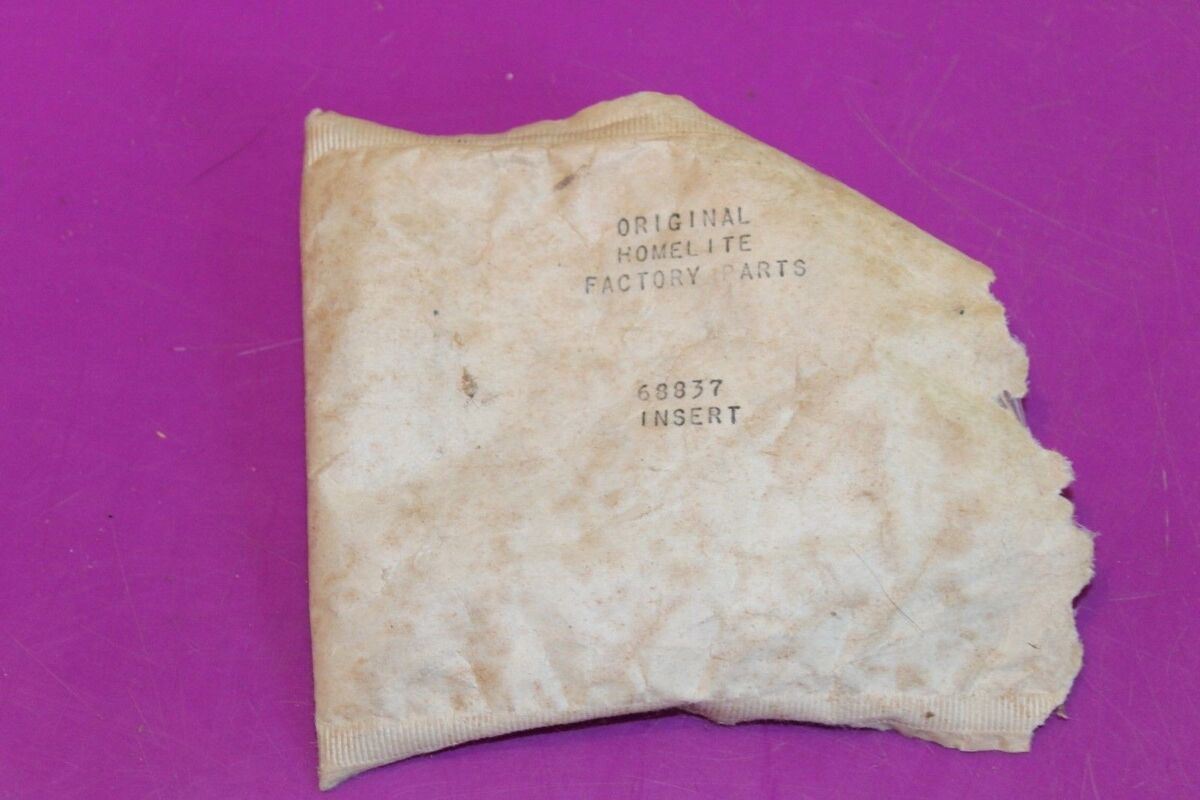 ORIGINAL
HOMELITE
FACTORY PARTS
68837
INSERT